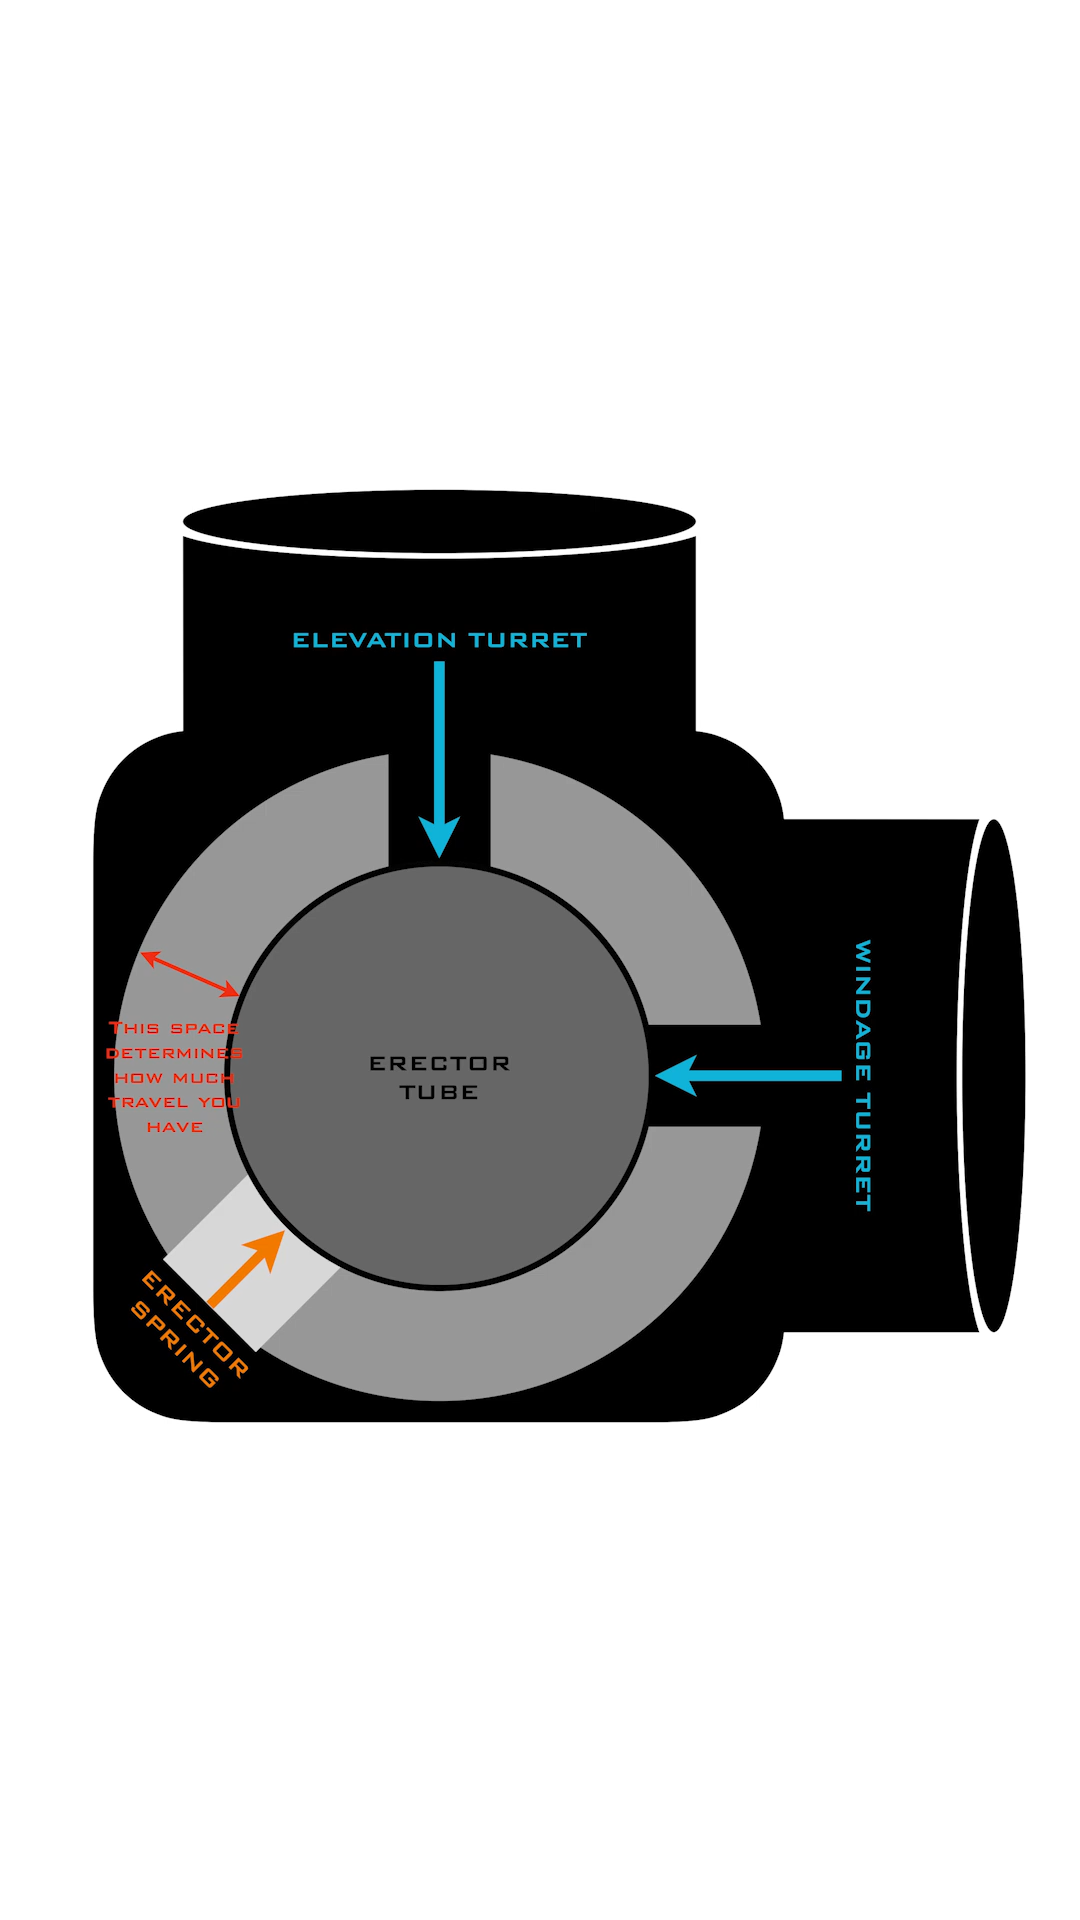 ELEVATION TURRET
WINDAGE TURRET
THIS SPACE
DETERMINES
HOW MUCH
TRAVEL YOU
HAVE
ERECTOR
TUBE
ERECTOR
SPRING